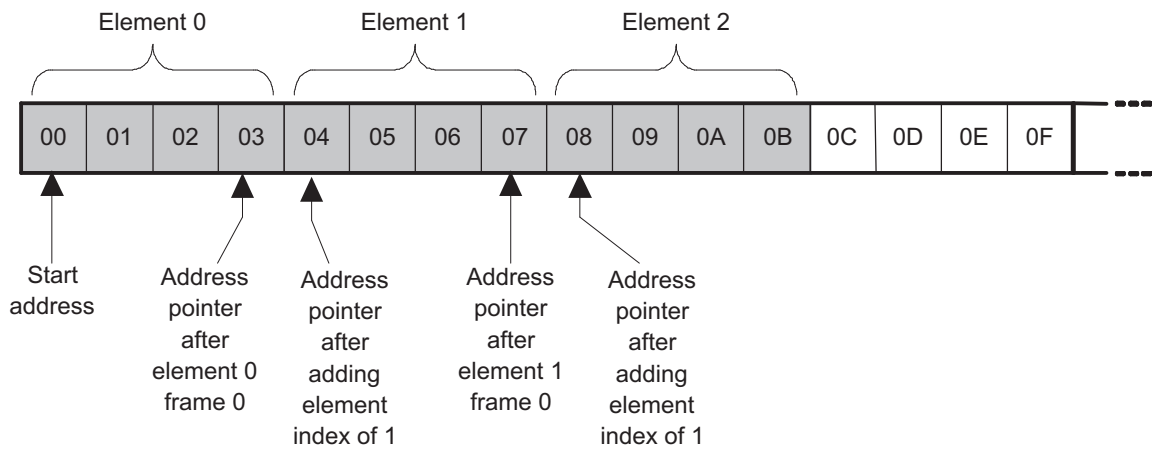 Element 0 Element 1 Element 2
00 01 02 03 04 05 06 07 08 09 0A 0B 0C 0D 0E 0F
Start
address
Address
pointer
after
element 0
frame 0
Address
pointer
after
adding
element
index of 1
Address
pointer
after
element 1
frame 0
Address
pointer
after
adding
element
index of 1